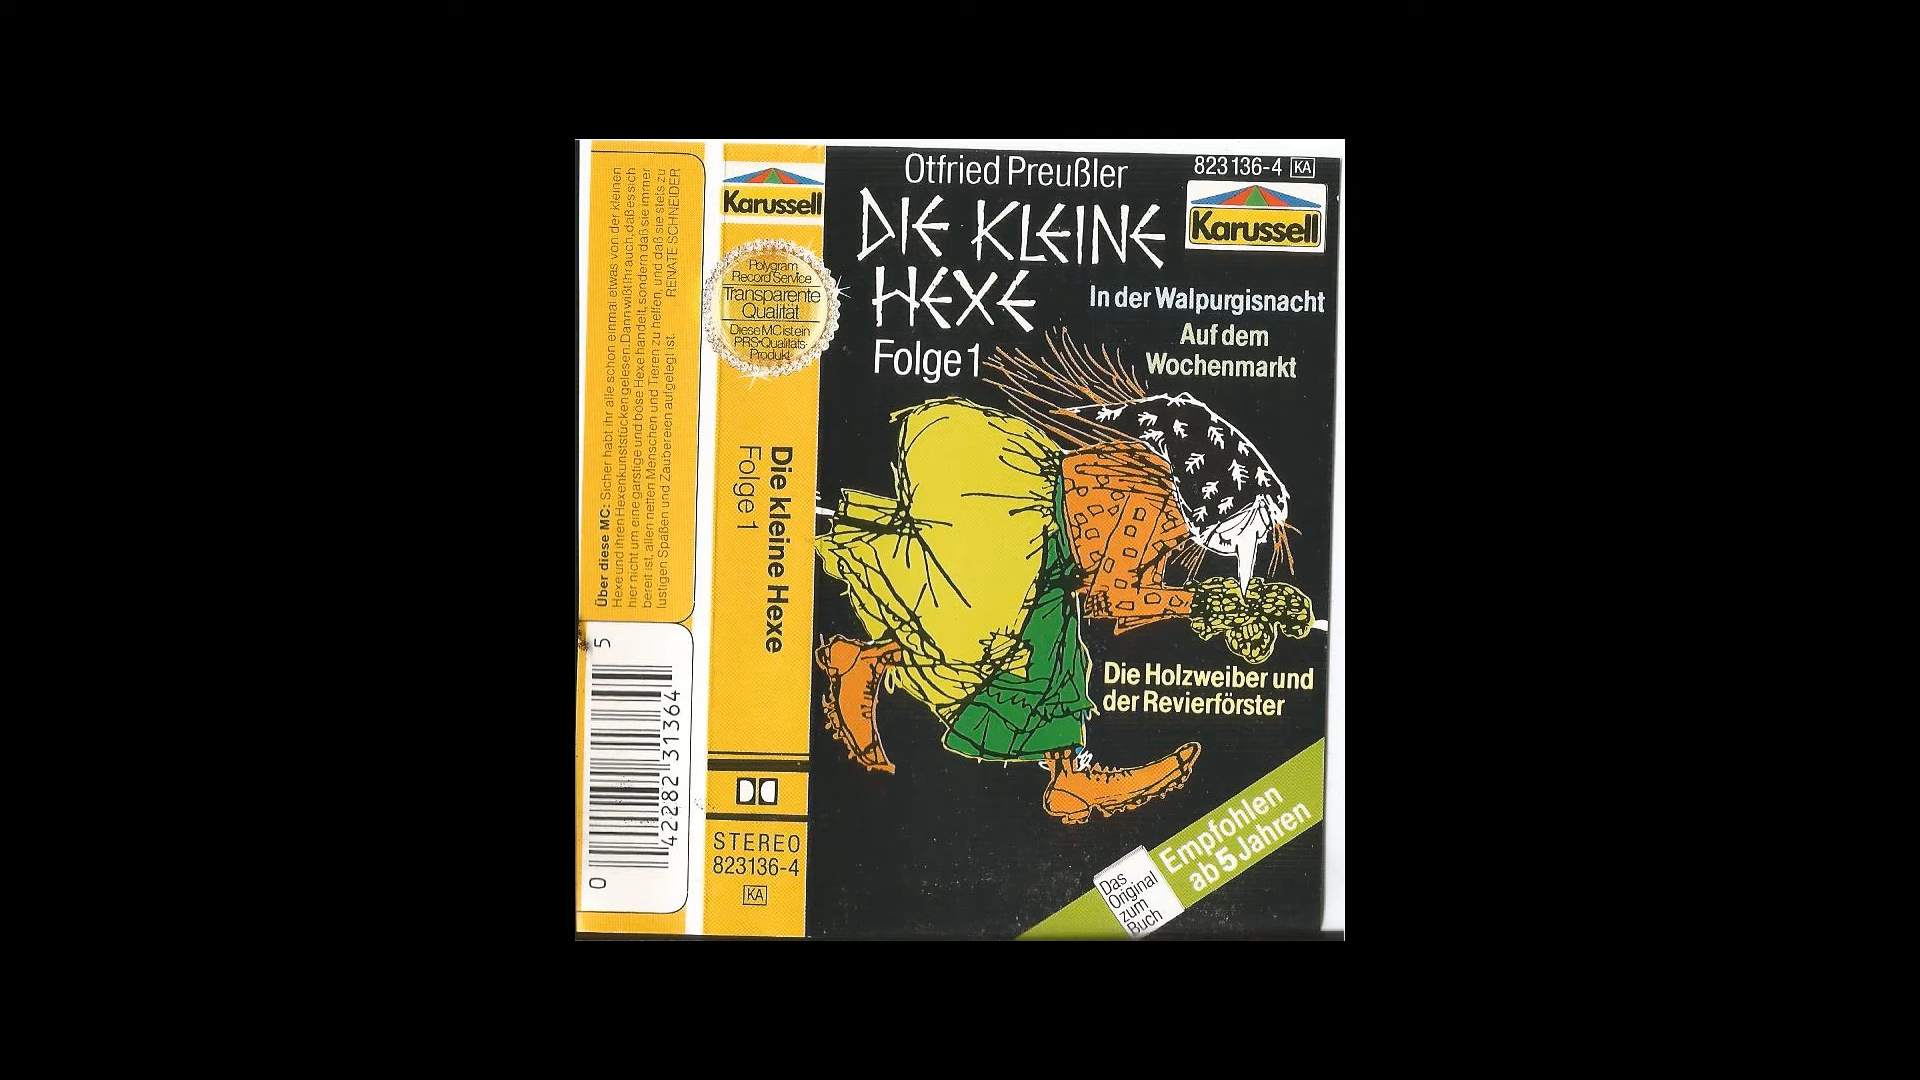 Über diese MC: Sicher habt ihr alle schon einmal etwas von der kleinen
Hexe und ihren Hexenkunststücken gelesen. Dann wißt ihr auch, daß es sich
hier nicht um eine garstige und böse Hexe handelt, sondern daß sie immer
bereit ist, allen netten Menschen und Tieren zu helfen, und daß sie stets zu
lustigen Späßen und Zaubereien aufgelegt ist.
RENATE SCHNEIDER
0 42282 31364 5
Karussell
Polygram
Record Service
Transparente
Qualität
Diese MC ist ein
PRS-Qualitäts-
Produkt
Die kleine Hexe
Folge 1
STEREO
823136-4
KA
Otfried Preußler
DIE KLEINE
HEXE
Folge 1
823 136-4 KA
Karussell
In der Walpurgisnacht
Auf dem
Wochenmarkt
Die Holzweiber und
der Revierförster
Das
Original
zum
Buch
Empfohlen
ab 5 Jahren